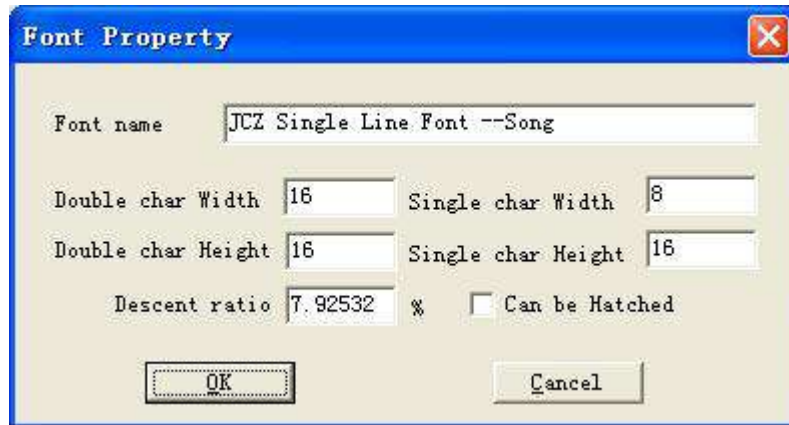 Font Property
Font name JCZ Single Line Font --Song
Double char Width 16 Single char Width 8
Double char Height 16 Single char Height 16
Descent ratio 7.92532 % Can be Hatched
OK Cancel